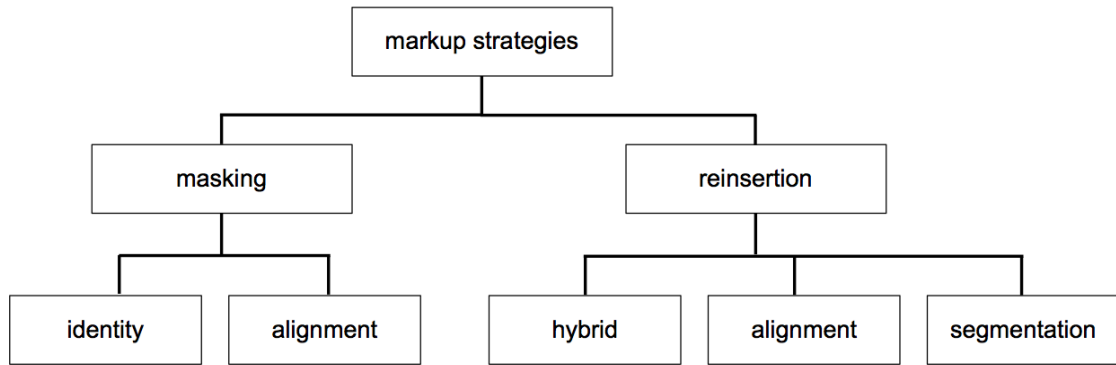 markup strategies
masking
reinsertion
identity
alignment
hybrid
alignment
segmentation